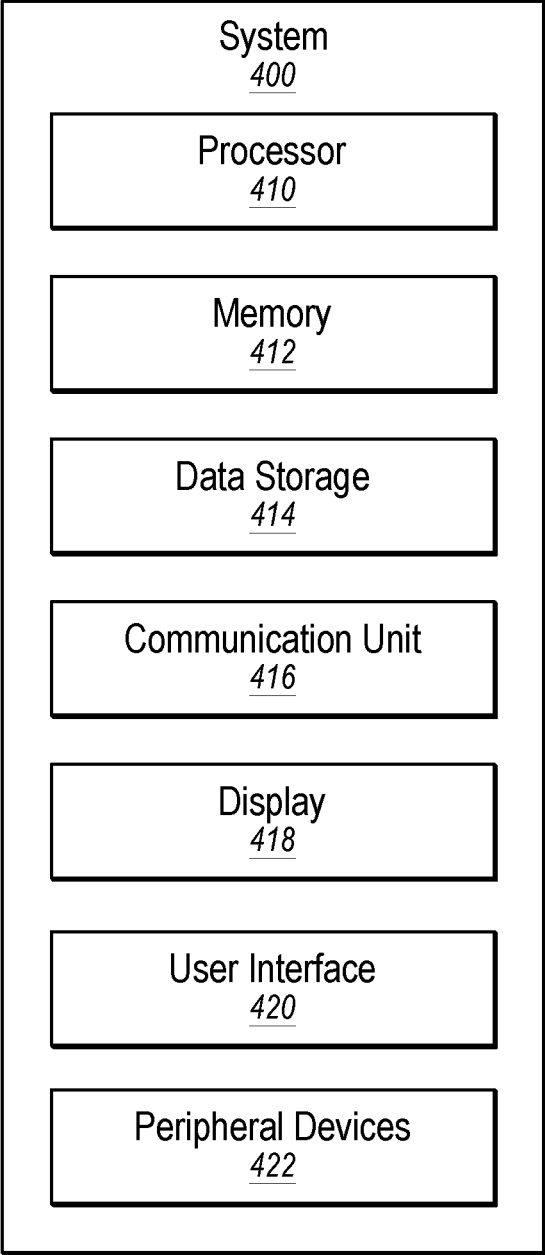 System
400
Processor
410
Memory
412
Data Storage
414
Communication Unit
416
Display
418
User Interface
420
Peripheral Devices
422